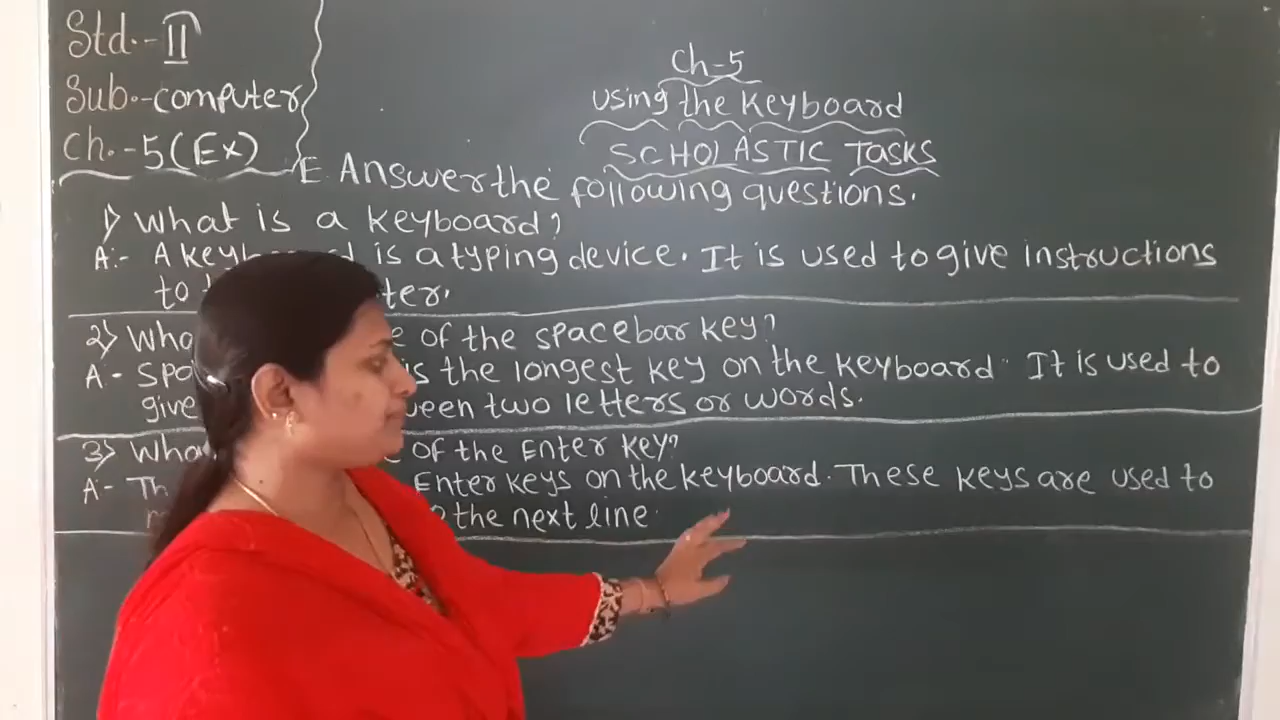 Std.-II
Sub.-computer
Ch.-5(Ex)
Ch-5
using the keyboard
SCHOLASTIC TASKS
E. Answer the following questions.
1) What is a keyboard?
A:- A is a typing device. It is used to give instructions
to
2) of the spacebar key?
A- is the longest key on the keyboard. It is used to
give two letters or words.
3) of the Enter key?
A- Enter keys on the keyboard. These keys are used to
the next line